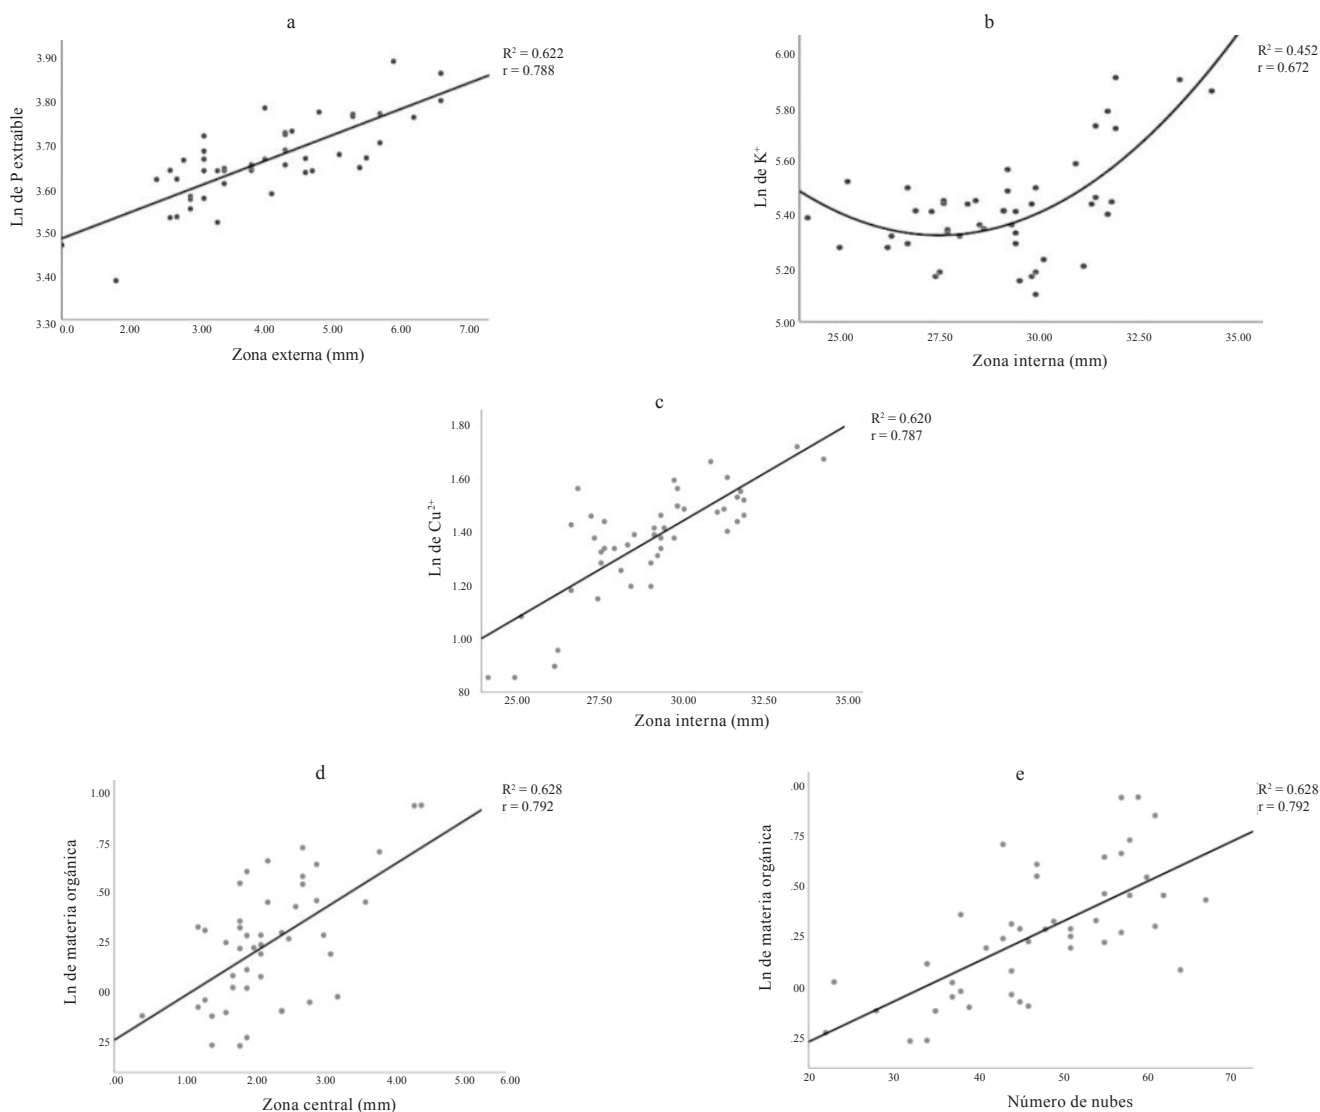 a
R² = 0.622
r = 0.788
3.90
3.80
3.70
3.60
3.50
3.40
3.30
Ln de P extraíble
0.0 2.00 3.00 4.00 5.00 6.00 7.00
Zona externa (mm)
b
R² = 0.452
r = 0.672
6.00
5.80
5.60
5.40
5.20
5.00
Ln de K⁺
25.00 27.50 30.00 32.50 35.00
Zona interna (mm)
c
R² = 0.620
r = 0.787
1.80
1.60
1.40
1.20
1.00
80
Ln de Cu²⁺
25.00 27.50 30.00 32.50 35.00
Zona interna (mm)
d
R² = 0.628
r = 0.792
1.00
.75
.50
.25
00
25
Ln de materia orgánica
.00 1.00 2.00 3.00 4.00 5.00 6.00
Zona central (mm)
e
R² = 0.628
r = 0.792
.00
.75
.50
.25
00
.25
Ln de materia orgánica
20 30 40 50 60 70
Número de nubes